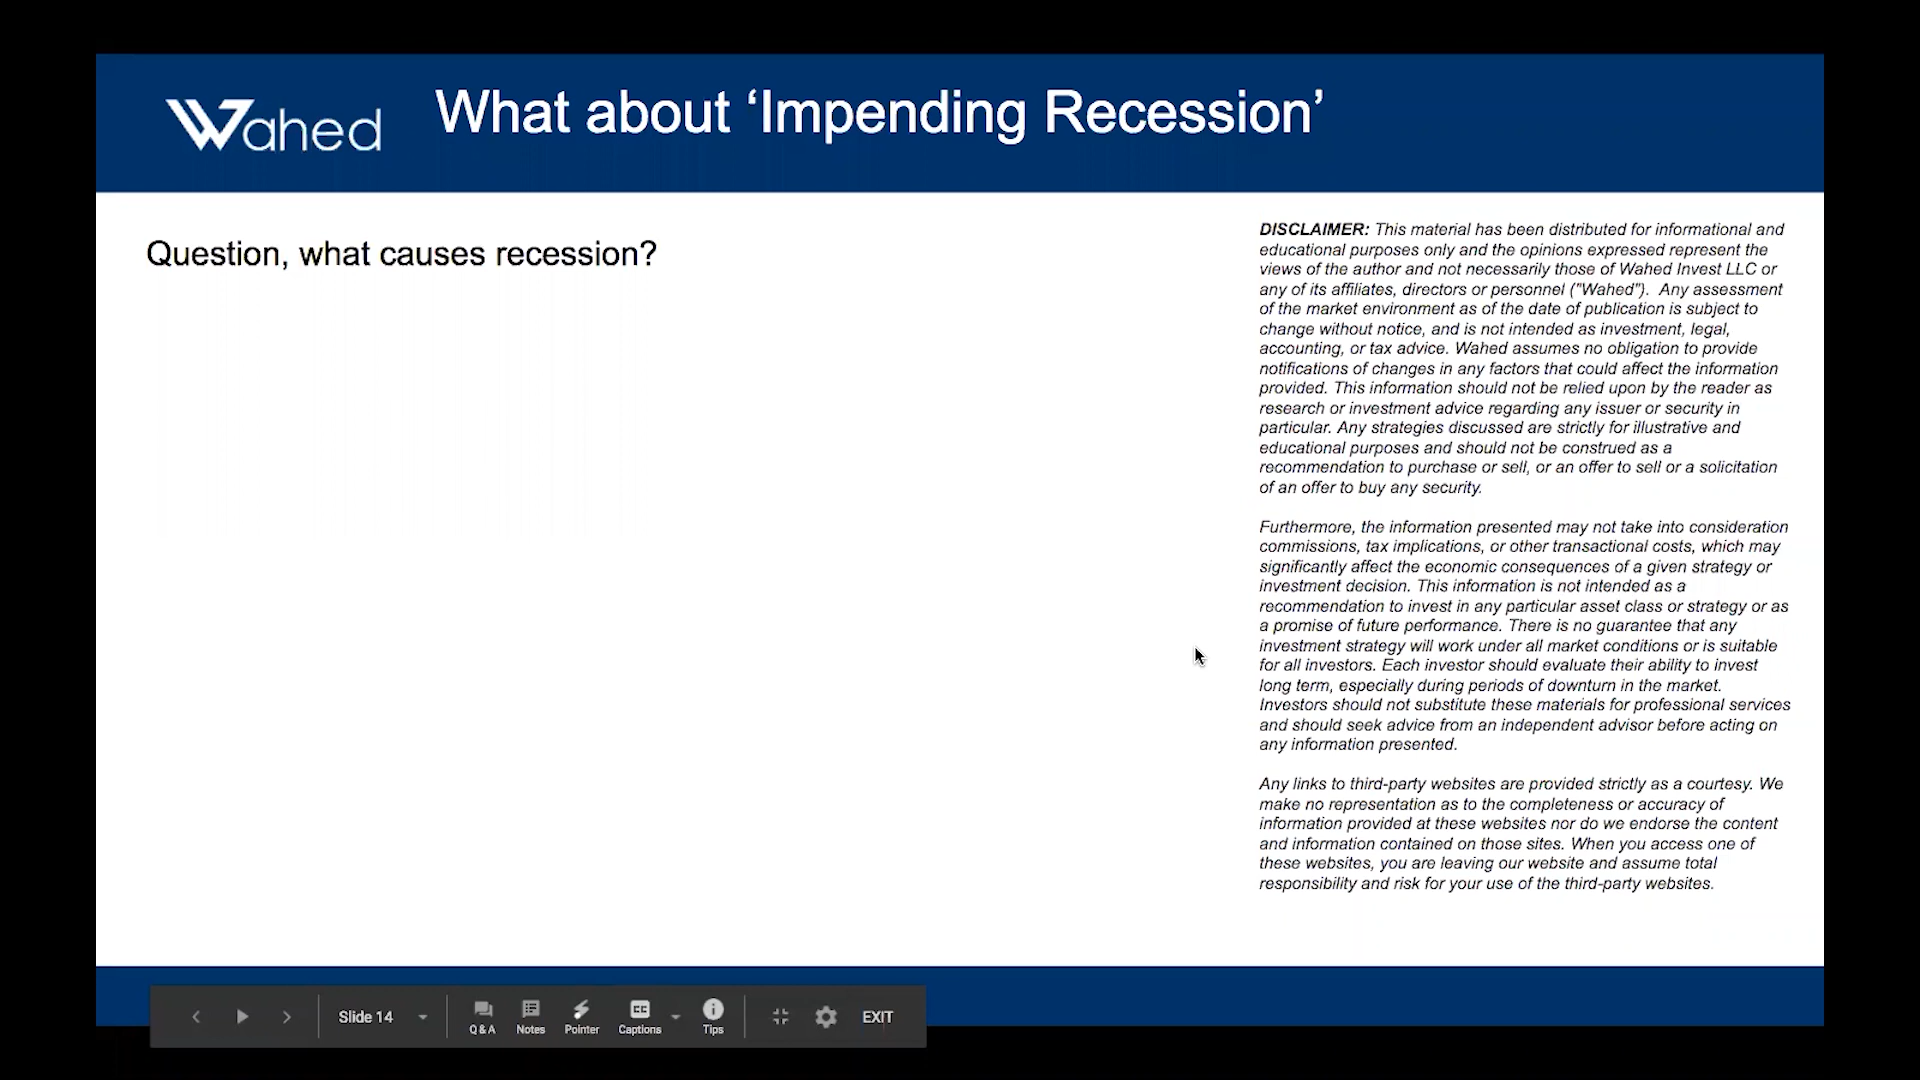 Wahed
What about ‘Impending Recession’
Question, what causes recession?
DISCLAIMER: This material has been distributed for informational and
educational purposes only and the opinions expressed represent the
views of the author and not necessarily those of Wahed Invest LLC or
any of its affiliates, directors or personnel ("Wahed").  Any assessment
of the market environment as of the date of publication is subject to
change without notice, and is not intended as investment, legal,
accounting, or tax advice. Wahed assumes no obligation to provide
notifications of changes in any factors that could affect the information
provided. This information should not be relied upon by the reader as
research or investment advice regarding any issuer or security in
particular. Any strategies discussed are strictly for illustrative and
educational purposes and should not be construed as a
recommendation to purchase or sell, or an offer to sell or a solicitation
of an offer to buy any security.
Furthermore, the information presented may not take into consideration
commissions, tax implications, or other transactional costs, which may
significantly affect the economic consequences of a given strategy or
investment decision. This information is not intended as a
recommendation to invest in any particular asset class or strategy or as
a promise of future performance. There is no guarantee that any
investment strategy will work under all market conditions or is suitable
for all investors. Each investor should evaluate their ability to invest
long term, especially during periods of downturn in the market.
Investors should not substitute these materials for professional services
and should seek advice from an independent advisor before acting on
any information presented.
Any links to third-party websites are provided strictly as a courtesy. We
make no representation as to the completeness or accuracy of
information provided at these websites nor do we endorse the content
and information contained on those sites. When you access one of
these websites, you are leaving our website and assume total
responsibility and risk for your use of the third-party websites.
Slide 14
Q & A
Notes
Pointer
CC
Captions
Tips
EXIT